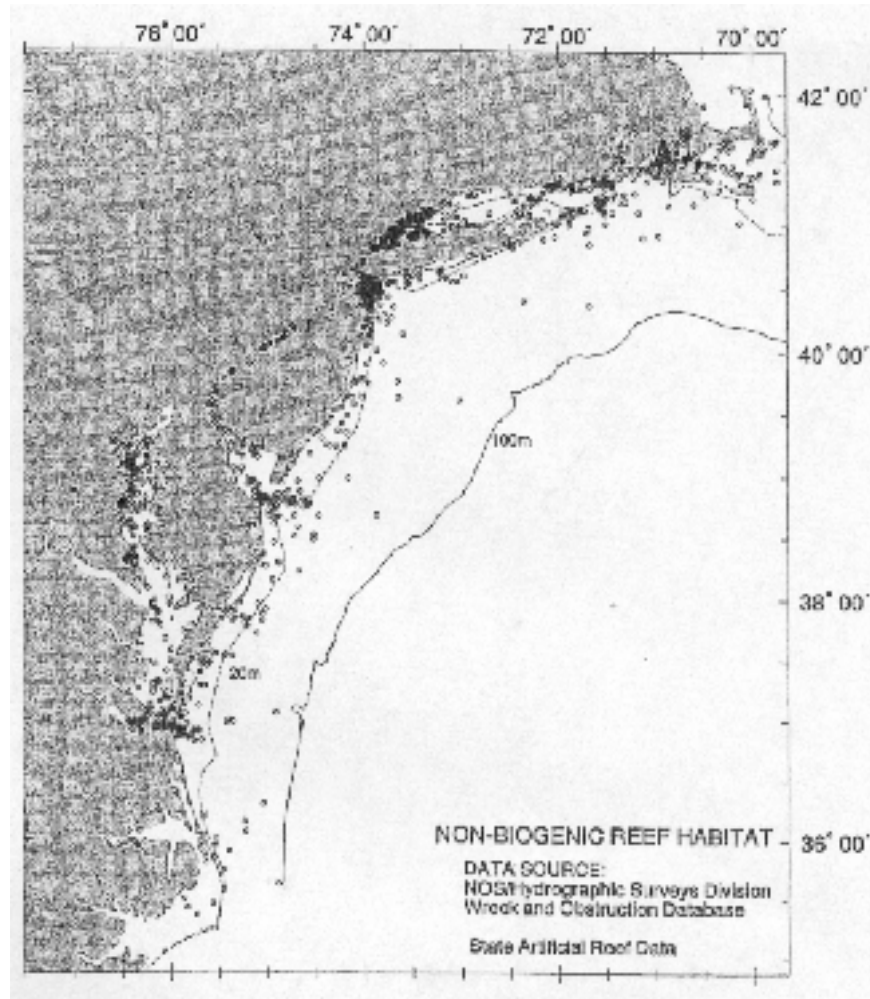 76° 00' 74° 00' 72° 00' 70° 00'
42° 00'
40° 00'
100m
38° 00'
20m
36° 00'
NON-BIOGENIC REEF HABITAT
DATA SOURCE:
NOS/Hydrographic Surveys Division
Wreck and Obstruction Database
State Artificial Reef Data